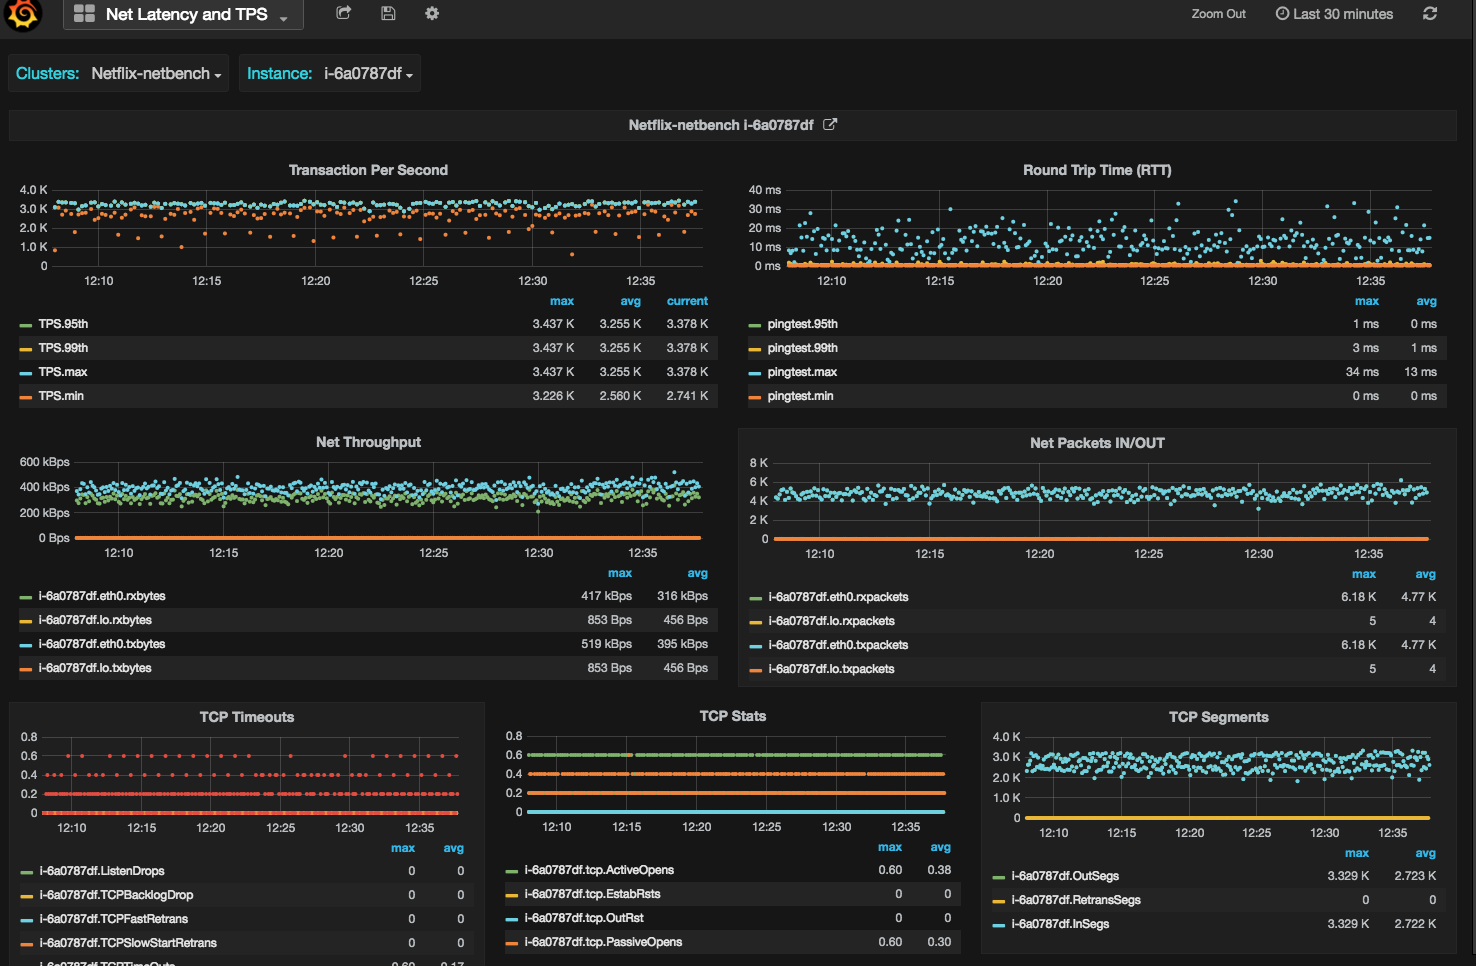 Net Latency and TPS
Zoom Out Last 30 minutes
Clusters: Netflix-netbench Instance: i-6a0787df
Netflix-netbench i-6a0787df
Transaction Per Second
4.0 K
3.0 K
2.0 K
1.0 K
0
12:10 12:15 12:20 12:25 12:30 12:35
max avg current
TPS.95th 3.437 K 3.255 K 3.378 K
TPS.99th 3.437 K 3.255 K 3.378 K
TPS.max 3.437 K 3.255 K 3.378 K
TPS.min 3.226 K 2.560 K 2.741 K
Round Trip Time (RTT)
40 ms
30 ms
20 ms
10 ms
0 ms
12:10 12:15 12:20 12:25 12:30 12:35
max avg
pingtest.95th 1 ms 0 ms
pingtest.99th 3 ms 1 ms
pingtest.max 34 ms 13 ms
pingtest.min 0 ms 0 ms
Net Throughput
600 kBps
400 kBps
200 kBps
0 Bps
12:10 12:15 12:20 12:25 12:30 12:35
max avg
i-6a0787df.eth0.rxbytes 417 kBps 316 kBps
i-6a0787df.lo.rxbytes 853 Bps 456 Bps
i-6a0787df.eth0.txbytes 519 kBps 395 kBps
i-6a0787df.lo.txbytes 853 Bps 456 Bps
Net Packets IN/OUT
8 K
6 K
4 K
2 K
0
12:10 12:15 12:20 12:25 12:30 12:35
max avg
i-6a0787df.eth0.rxpackets 6.18 K 4.77 K
i-6a0787df.lo.rxpackets 5 4
i-6a0787df.eth0.txpackets 6.18 K 4.77 K
i-6a0787df.lo.txpackets 5 4
TCP Timeouts
0.8
0.6
0.4
0.2
0
12:10 12:15 12:20 12:25 12:30 12:35
max avg
i-6a0787df.ListenDrops 0 0
i-6a0787df.TCPBacklogDrop 0 0
i-6a0787df.TCPFastRetrans 0 0
i-6a0787df.TCPSlowStartRetrans 0 0
i-6a0787df.TCPTimeOuts 0.60 0.17
TCP Stats
0.8
0.6
0.4
0.2
0
12:10 12:15 12:20 12:25 12:30 12:35
max avg
i-6a0787df.tcp.ActiveOpens 0.60 0.38
i-6a0787df.tcp.EstabRsts 0 0
i-6a0787df.tcp.OutRst 0 0
i-6a0787df.tcp.PassiveOpens 0.60 0.30
TCP Segments
4.0 K
3.0 K
2.0 K
1.0 K
0
12:10 12:15 12:20 12:25 12:30 12:35
max avg
i-6a0787df.OutSegs 3.329 K 2.723 K
i-6a0787df.RetransSegs 0 0
i-6a0787df.InSegs 3.329 K 2.722 K